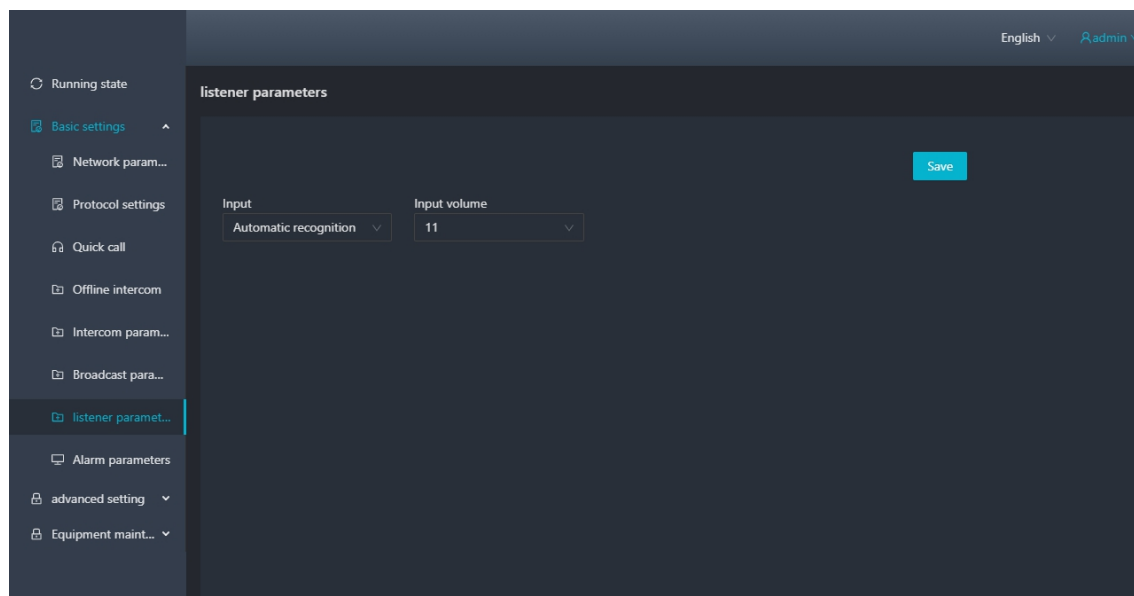 English
admin
Running state
Basic settings
Network param...
Protocol settings
Quick call
Offline intercom
Intercom param...
Broadcast para...
listener paramet...
Alarm parameters
advanced setting
Equipment maint...
listener parameters
Save
Input
Input volume
Automatic recognition
11